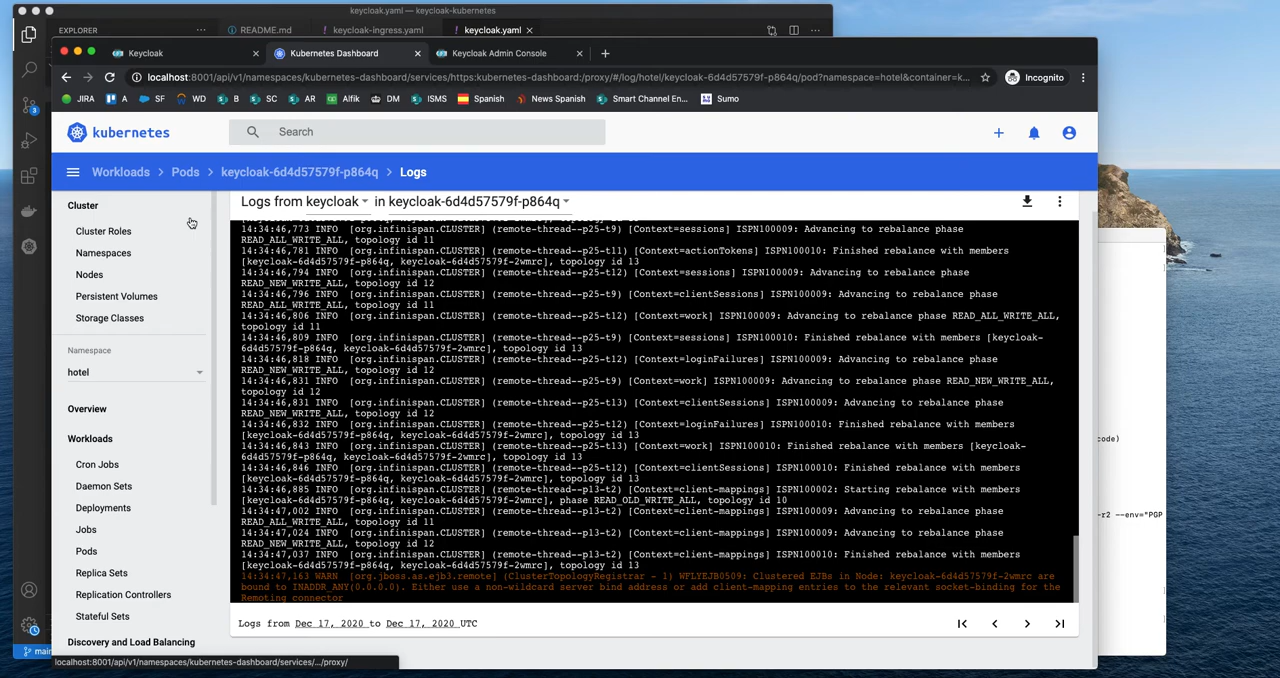 keycloak.yaml — keycloak-kubernetes
EXPLORER
README.md
keycloak-ingress.yaml
keycloak.yaml
Keycloak
Kubernetes Dashboard
Keycloak Admin Console
localhost:8001/api/v1/namespaces/kubernetes-dashboard/services/https:kubernetes-dashboard:/proxy/#/log/hotel/keycloak-6d4d57579f-p864q/pod?namespace=hotel&container=k...
Incognito
JIRA
A
SF
WD
B
SC
AR
Alfik
DM
ISMS
Spanish
News Spanish
Smart Channel En...
Sumo
kubernetes
Search
Workloads > Pods > keycloak-6d4d57579f-p864q > Logs
Cluster
Cluster Roles
Namespaces
Nodes
Persistent Volumes
Storage Classes
Namespace
hotel
Overview
Workloads
Cron Jobs
Daemon Sets
Deployments
Jobs
Pods
Replica Sets
Replication Controllers
Stateful Sets
Discovery and Load Balancing
Logs from keycloak in keycloak-6d4d57579f-p864q
14:34:46,773 INFO [org.infinispan.CLUSTER] (remote-thread--p25-t9) [Context=sessions] ISPN100009: Advancing to rebalance phase
READ_ALL_WRITE_ALL, topology id 11
14:34:46,781 INFO [org.infinispan.CLUSTER] (remote-thread--p25-t11) [Context=actionTokens] ISPN100010: Finished rebalance with members
[keycloak-6d4d57579f-p864q, keycloak-6d4d57579f-2wmrc], topology id 13
14:34:46,794 INFO [org.infinispan.CLUSTER] (remote-thread--p25-t12) [Context=sessions] ISPN100009: Advancing to rebalance phase
READ_NEW_WRITE_ALL, topology id 12
14:34:46,796 INFO [org.infinispan.CLUSTER] (remote-thread--p25-t9) [Context=clientSessions] ISPN100009: Advancing to rebalance phase
READ_ALL_WRITE_ALL, topology id 11
14:34:46,806 INFO [org.infinispan.CLUSTER] (remote-thread--p25-t12) [Context=work] ISPN100009: Advancing to rebalance phase READ_ALL_WRITE_ALL,
topology id 11
14:34:46,809 INFO [org.infinispan.CLUSTER] (remote-thread--p25-t9) [Context=sessions] ISPN100010: Finished rebalance with members [keycloak-
6d4d57579f-p864q, keycloak-6d4d57579f-2wmrc], topology id 13
14:34:46,818 INFO [org.infinispan.CLUSTER] (remote-thread--p25-t12) [Context=loginFailures] ISPN100009: Advancing to rebalance phase
READ_NEW_WRITE_ALL, topology id 12
14:34:46,831 INFO [org.infinispan.CLUSTER] (remote-thread--p25-t9) [Context=work] ISPN100009: Advancing to rebalance phase READ_NEW_WRITE_ALL,
topology id 12
14:34:46,831 INFO [org.infinispan.CLUSTER] (remote-thread--p25-t13) [Context=clientSessions] ISPN100009: Advancing to rebalance phase
READ_NEW_WRITE_ALL, topology id 12
14:34:46,832 INFO [org.infinispan.CLUSTER] (remote-thread--p25-t12) [Context=loginFailures] ISPN100010: Finished rebalance with members
[keycloak-6d4d57579f-p864q, keycloak-6d4d57579f-2wmrc], topology id 13
14:34:46,843 INFO [org.infinispan.CLUSTER] (remote-thread--p25-t13) [Context=work] ISPN100010: Finished rebalance with members [keycloak-
6d4d57579f-p864q, keycloak-6d4d57579f-2wmrc], topology id 13
14:34:46,846 INFO [org.infinispan.CLUSTER] (remote-thread--p25-t12) [Context=clientSessions] ISPN100010: Finished rebalance with members
[keycloak-6d4d57579f-p864q, keycloak-6d4d57579f-2wmrc], topology id 13
14:34:46,885 INFO [org.infinispan.CLUSTER] (remote-thread--p13-t2) [Context=client-mappings] ISPN100002: Starting rebalance with members
[keycloak-6d4d57579f-p864q, keycloak-6d4d57579f-2wmrc], phase READ_OLD_WRITE_ALL, topology id 10
14:34:47,002 INFO [org.infinispan.CLUSTER] (remote-thread--p13-t2) [Context=client-mappings] ISPN100009: Advancing to rebalance phase
READ_ALL_WRITE_ALL, topology id 11
14:34:47,024 INFO [org.infinispan.CLUSTER] (remote-thread--p13-t2) [Context=client-mappings] ISPN100009: Advancing to rebalance phase
READ_NEW_WRITE_ALL, topology id 12
14:34:47,037 INFO [org.infinispan.CLUSTER] (remote-thread--p13-t2) [Context=client-mappings] ISPN100010: Finished rebalance with members
[keycloak-6d4d57579f-p864q, keycloak-6d4d57579f-2wmrc], topology id 13
14:34:47,163 WARN [org.jboss.as.ejb3.remote] (ClusterTopologyRegistrar - 1) WFLYEJB0509: Clustered EJBs in Node: keycloak-6d4d57579f-2wmrc are
bound to INADDR_ANY(0.0.0.0). Either use a non-wildcard server bind address or add client-mapping entries to the relevant socket-binding for the
Remoting connector
Logs from Dec 17, 2020 to Dec 17, 2020 UTC
code)
-r2 --env="PGP
3
main
localhost:8001/api/v1/namespaces/kubernetes-dashboard/services/.../proxy/